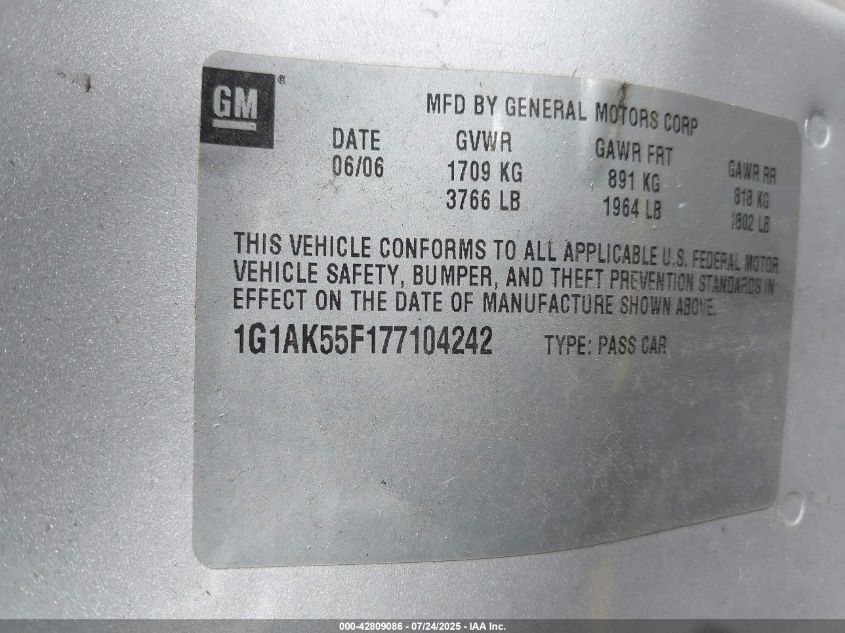 GM ®
MFD BY GENERAL MOTORS CORP
DATE GVWR GAWR FRT GAWR RR
06/06 1709 KG 891 KG 818 KG
3766 LB 1964 LB 1802 LB
THIS VEHICLE CONFORMS TO ALL APPLICABLE U.S. FEDERAL MOTOR
VEHICLE SAFETY, BUMPER, AND THEFT PREVENTION STANDARDS IN
EFFECT ON THE DATE OF MANUFACTURE SHOWN ABOVE.
1G1AK55F177104242 TYPE: PASS CAR
000-42809086 - 07/24/2025 - IAA Inc.